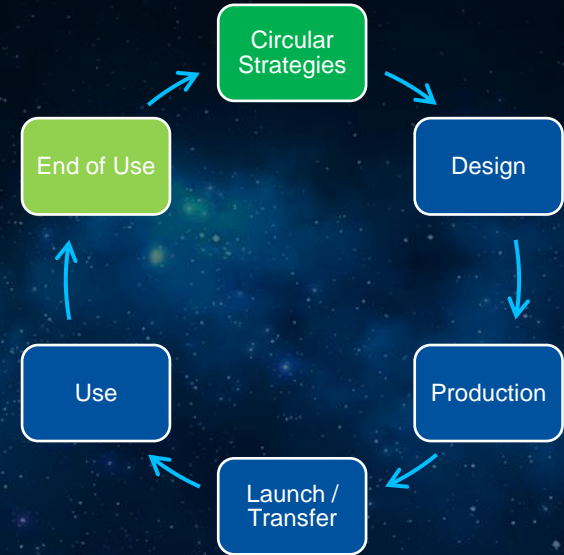 Circular
Strategies
Design
Production
Launch /
Transfer
Use
End of Use